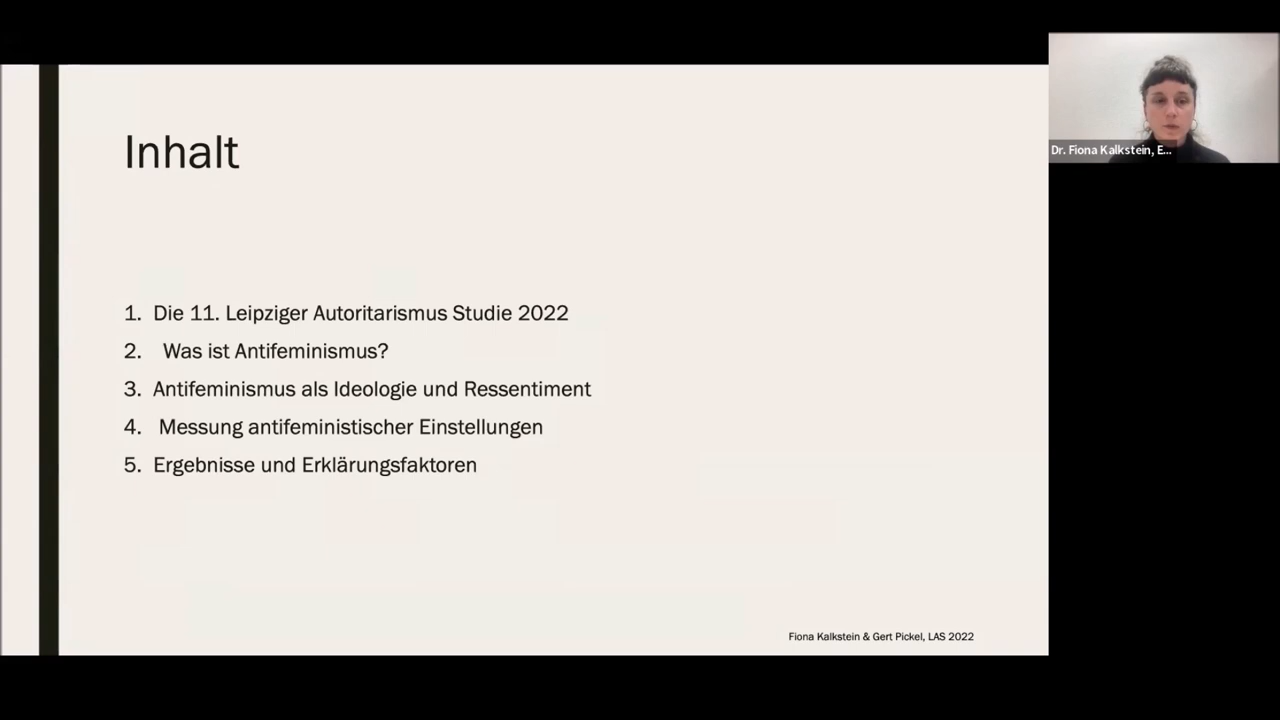 Inhalt
1. Die 11. Leipziger Autoritarismus Studie 2022
2. Was ist Antifeminismus?
3. Antifeminismus als Ideologie und Ressentiment
4. Messung antifeministischer Einstellungen
5. Ergebnisse und Erklärungsfaktoren
Fiona Kalkstein & Gert Pickel, LAS 2022
Dr. Fiona Kalkstein, E...